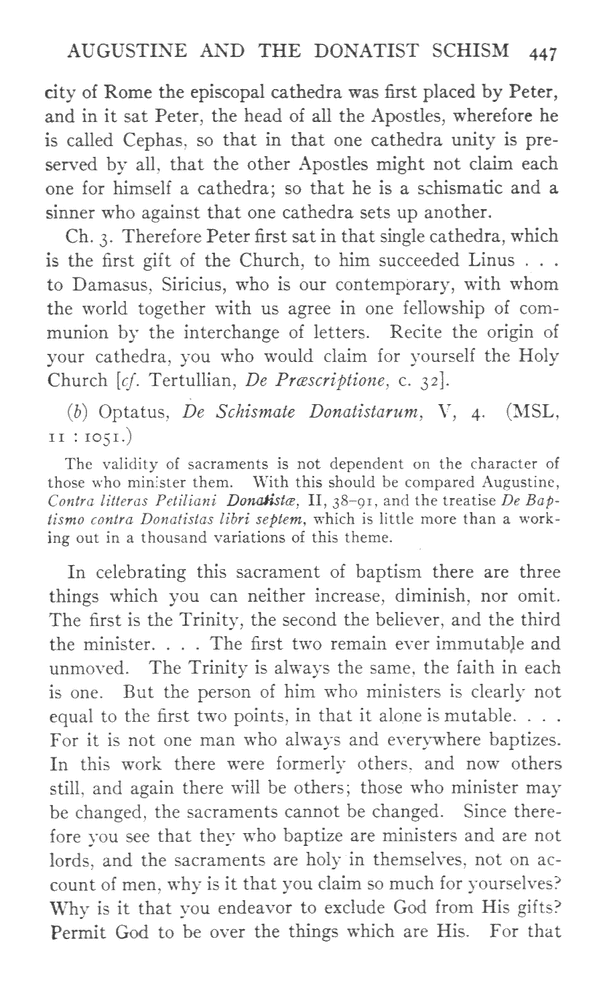 AUGUSTINE AND THE DONATIST SCHISM 447
city of Rome the episcopal cathedra was first placed by Peter,
and in it sat Peter, the head of all the Apostles, wherefore he
is called Cephas, so that in that one cathedra unity is pre-
served by all, that the other Apostles might not claim each
one for himself a cathedra; so that he is a schismatic and a
sinner who against that one cathedra sets up another.
Ch. 3. Therefore Peter first sat in that single cathedra, which
is the first gift of the Church, to him succeeded Linus . . .
to Damasus, Siricius, who is our contemporary, with whom
the world together with us agree in one fellowship of com-
munion by the interchange of letters. Recite the origin of
your cathedra, you who would claim for yourself the Holy
Church [cf. Tertullian, De Præscriptione, c. 32].
(b) Optatus, De Schismate Donatistarum, V, 4. (MSL,
11 : 1051.)
The validity of sacraments is not dependent on the character of
those who minister them. With this should be compared Augustine,
Contra litteras Petiliani Donatistæ, II, 38-91, and the treatise De Bap-
tismo contra Donatistas libri septem, which is little more than a work-
ing out in a thousand variations of this theme.
In celebrating this sacrament of baptism there are three
things which you can neither increase, diminish, nor omit.
The first is the Trinity, the second the believer, and the third
the minister. . . . The first two remain ever immutable and
unmoved. The Trinity is always the same, the faith in each
is one. But the person of him who ministers is clearly not
equal to the first two points, in that it alone is mutable. . . .
For it is not one man who always and everywhere baptizes.
In this work there were formerly others, and now others
still, and again there will be others; those who minister may
be changed, the sacraments cannot be changed. Since there-
fore you see that they who baptize are ministers and are not
lords, and the sacraments are holy in themselves, not on ac-
count of men, why is it that you claim so much for yourselves?
Why is it that you endeavor to exclude God from His gifts?
Permit God to be over the things which are His. For that